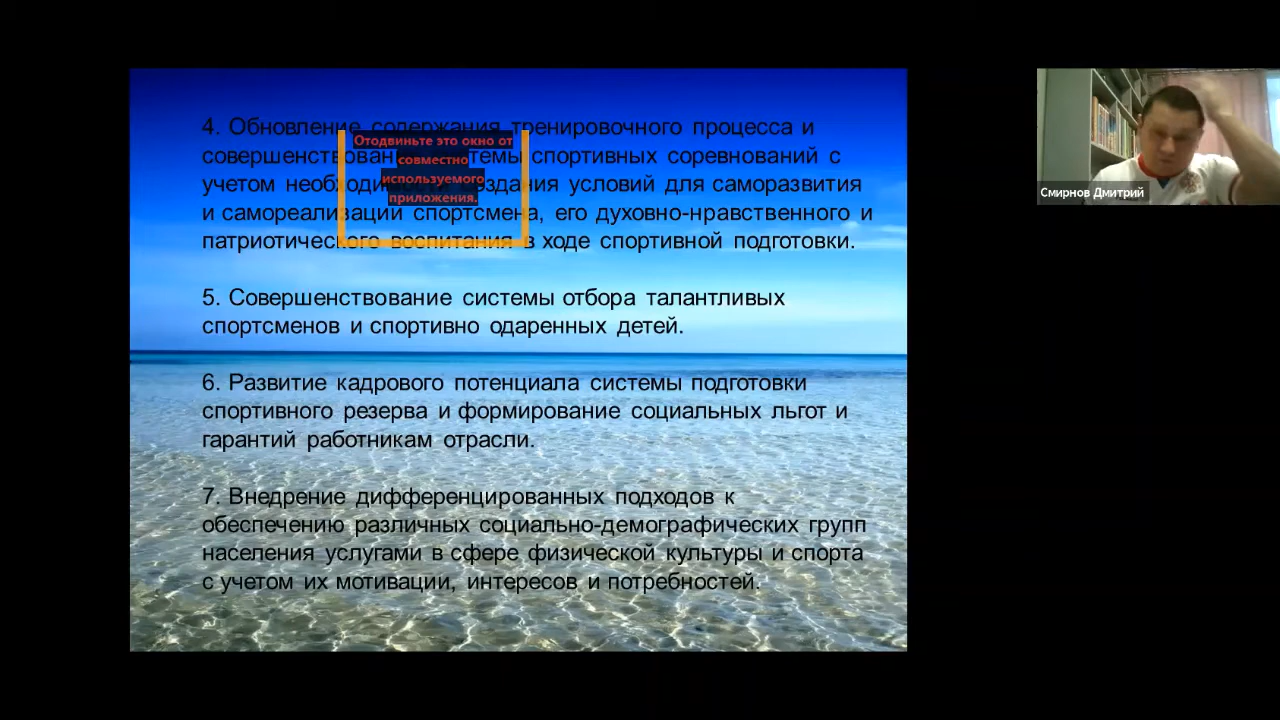 4. Обновление содержания тренировочного процесса и
совершенствован темы спортивных соревнований с
учетом необходимости создания условий для саморазвития
и самореализации спортсмена, его духовно-нравственного и
патриотического воспитания в ходе спортивной подготовки.
Отодвиньте это окно от
совместно
используемого
приложения.
5. Совершенствование системы отбора талантливых
спортсменов и спортивно одаренных детей.
6. Развитие кадрового потенциала системы подготовки
спортивного резерва и формирование социальных льгот и
гарантий работникам отрасли.
7. Внедрение дифференцированных подходов к
обеспечению различных социально-демографических групп
населения услугами в сфере физической культуры и спорта
с учетом их мотивации, интересов и потребностей.
Смирнов Дмитрий